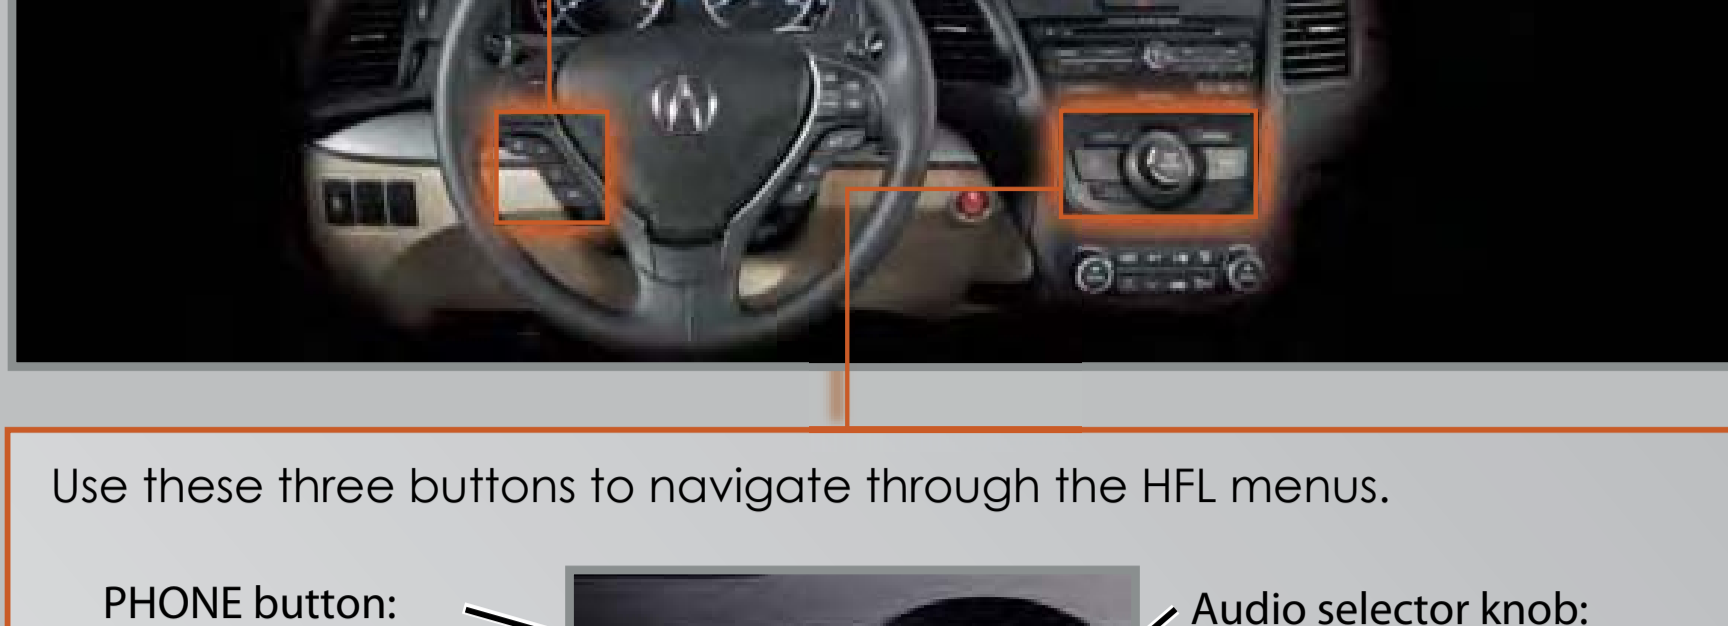 Use these three buttons to navigate through the HFL menus.
PHONE button:
Audio selector knob: